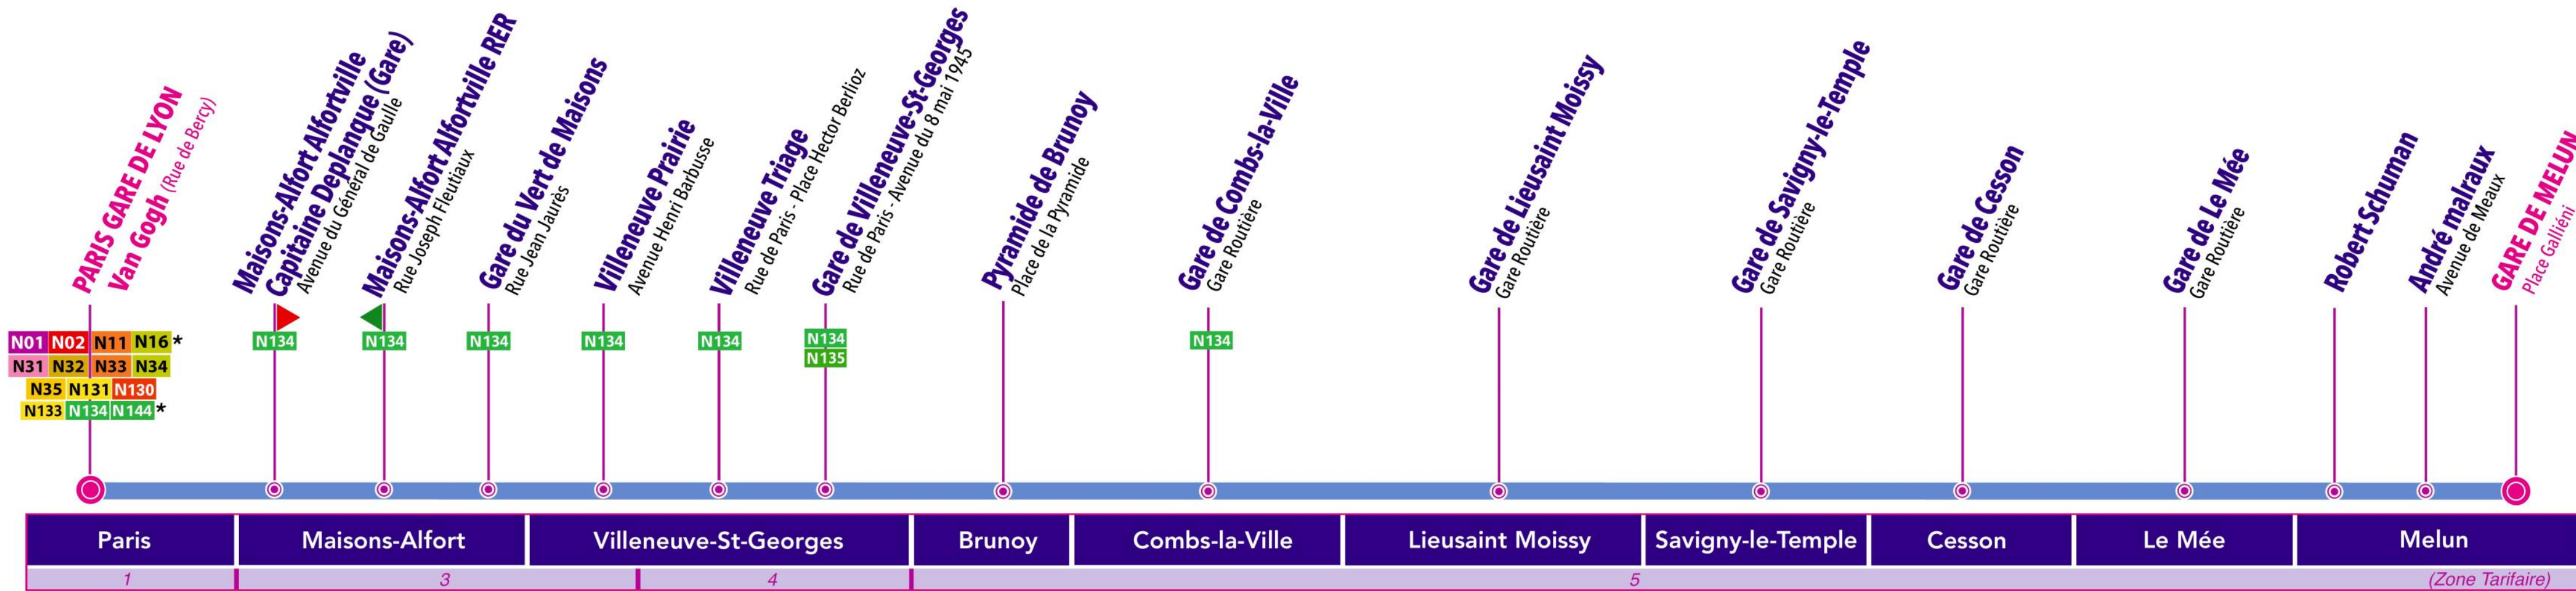 PARIS GARE DE LYON
Van Gogh (Rue de Bercy)
Maisons-Alfort Alfortville
Capitaine Deplanque (Gare)
Avenue du Général de Gaulle
Maisons-Alfort Alfortville RER
Rue Joseph Fleutiaux
Gare du Vert de Maisons
Rue Jean Jaurès
Villeneuve Prairie
Avenue Henri Barbusse
Villeneuve Triage
Rue de Paris - Place Hector Berlioz
Gare de Villeneuve-St-Georges
Rue de Paris - Avenue du 8 mai 1945
Pyramide de Brunoy
Place de la Pyramide
Gare de Combs-la-Ville
Gare Routière
Gare de Lieusaint Moissy
Gare Routière
Gare de Savigny-le-Temple
Gare Routière
Gare de Cesson
Gare Routière
Gare de Le Mée
Gare Routière
Robert Schuman
André malraux
Avenue de Meaux
GARE DE MELUN
Place Galliéni
N01 N02 N11 N16 *
N31 N32 N33 N34
N35 N131 N130
N133 N134 N144 *
N134
N134
N134
N134
N134
N134
N135
N134
Paris
Maisons-Alfort
Villeneuve-St-Georges
Brunoy
Combs-la-Ville
Lieusaint Moissy
Savigny-le-Temple
Cesson
Le Mée
Melun
1
3
4
5
(Zone Tarifaire)